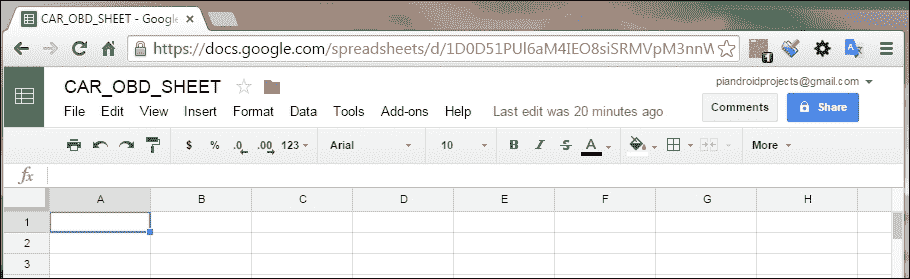 CAR_OBD_SHEET - Google
https://docs.google.com/spreadsheets/d/1D0D51PUl6aM4IEO8siSRMVpM3nnW
CAR_OBD_SHEET
piandroidprojects@gmail.com
File Edit View Insert Format Data Tools Add-ons Help Last edit was 20 minutes ago
Comments Share
$ % .0 .00 123 Arial 10 B I S A More
fx
A B C D E F G H
1
2
3